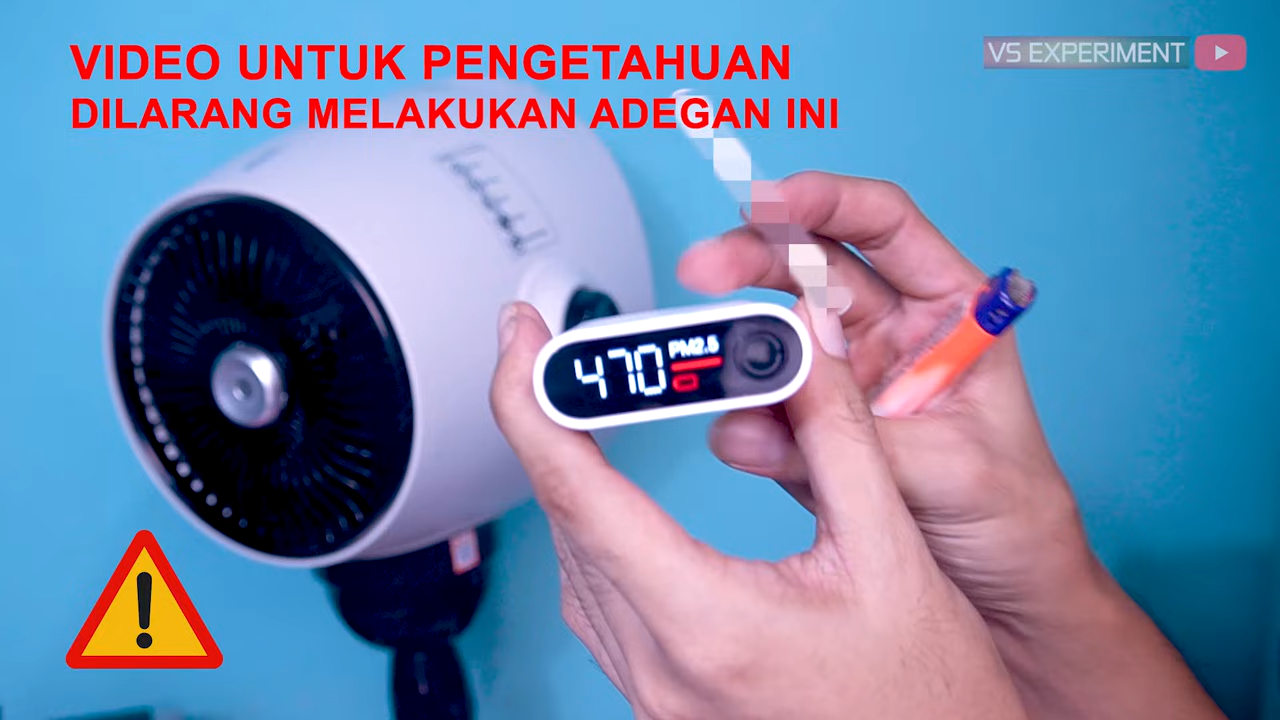 VIDEO UNTUK PENGETAHUAN
DILARANG MELAKUKAN ADEGAN INI
VS EXPERIMENT
470 PM2.5